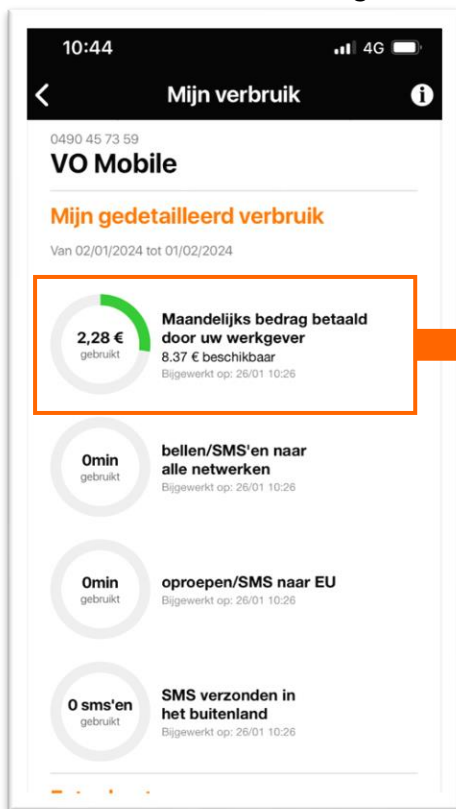 10:44 4G
Mijn verbruik
0490 45 73 59
VO Mobile
Mijn gedetailleerd verbruik
Van 02/01/2024 tot 01/02/2024
2,28 €
gebruikt
Maandelijks bedrag betaald
door uw werkgever
8.37 € beschikbaar
Bijgewerkt op: 26/01 10:26
0min
gebruikt
bellen/SMS'en naar
alle netwerken
Bijgewerkt op: 26/01 10:26
0min
gebruikt
oproepen/SMS naar EU
Bijgewerkt op: 26/01 10:26
0 sms'en
gebruikt
SMS verzonden in
het buitenland
Bijgewerkt op: 26/01 10:26